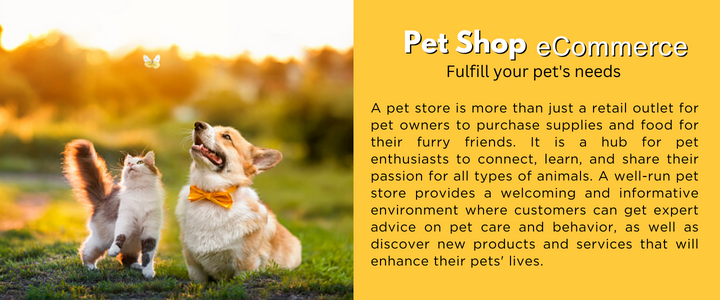 Pet Shop eCommerce
Fulfill your pet's needs
A pet store is more than just a retail outlet for
pet owners to purchase supplies and food for
their furry friends. It is a hub for pet
enthusiasts to connect, learn, and share their
passion for all types of animals. A well-run pet
store provides a welcoming and informative
environment where customers can get expert
advice on pet care and behavior, as well as
discover new products and services that will
enhance their pets' lives.